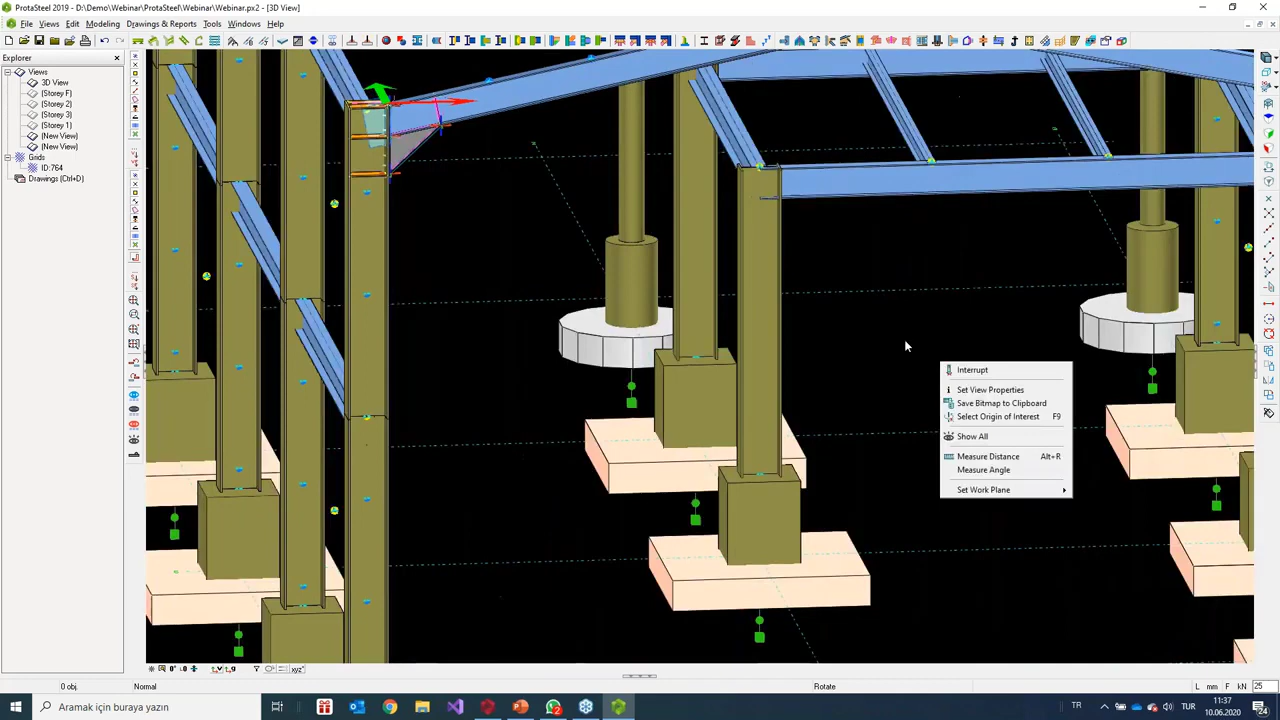 ProtaSteel 2019 - D:\Demo\Webinar\ProtaSteel\Webinar\Webinar.px2 - [3D View]
File Views Edit Modeling Drawings & Reports Tools Windows Help
Explorer
Views
3D View
(Storey F)
(Storey 2)
(Storey 3)
(Storey 1)
(New View)
(New View)
Grids
ID:764
Drawings (Ctrl+D)
Interrupt
Set View Properties
Save Bitmap to Clipboard
Select Origin of Interest F9
Show All
Measure Distance Alt+R
Measure Angle
Set Work Plane
0 obj. Normal Rotate L mm F kN 25
Aramak için buraya yazın
TR TUR
11:37
10.06.2020
24